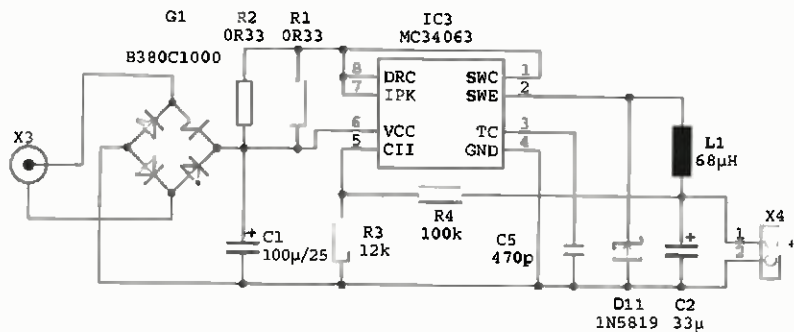 G1
B380C1000
R2
0R33
R1
0R33
IC3
MC34063
8 DRC
7 IPK
6 VCC
5 CII
SWC 1
SWE 2
TC 3
GND 4
X3
L1
68µH
X4
1
2
R4
100k
R3
12k
C1
100µ/25
C5
470p
D11
1N5819
C2
33µ
+
+
+